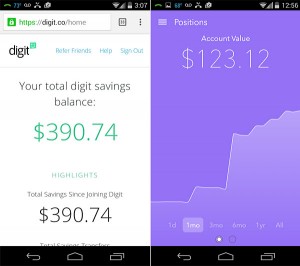 73° 3:07
https://digit.co/home
digit
Refer Friends Help Sign Out
Your total digit savings
balance:
$390.74
HIGHLIGHTS
Total Savings Since Joining Digit
$390.74
Total Savings Transfers
68° 12:56
Positions
Account Value
$123.12
1d 1mo 3mo 6mo 1yr All